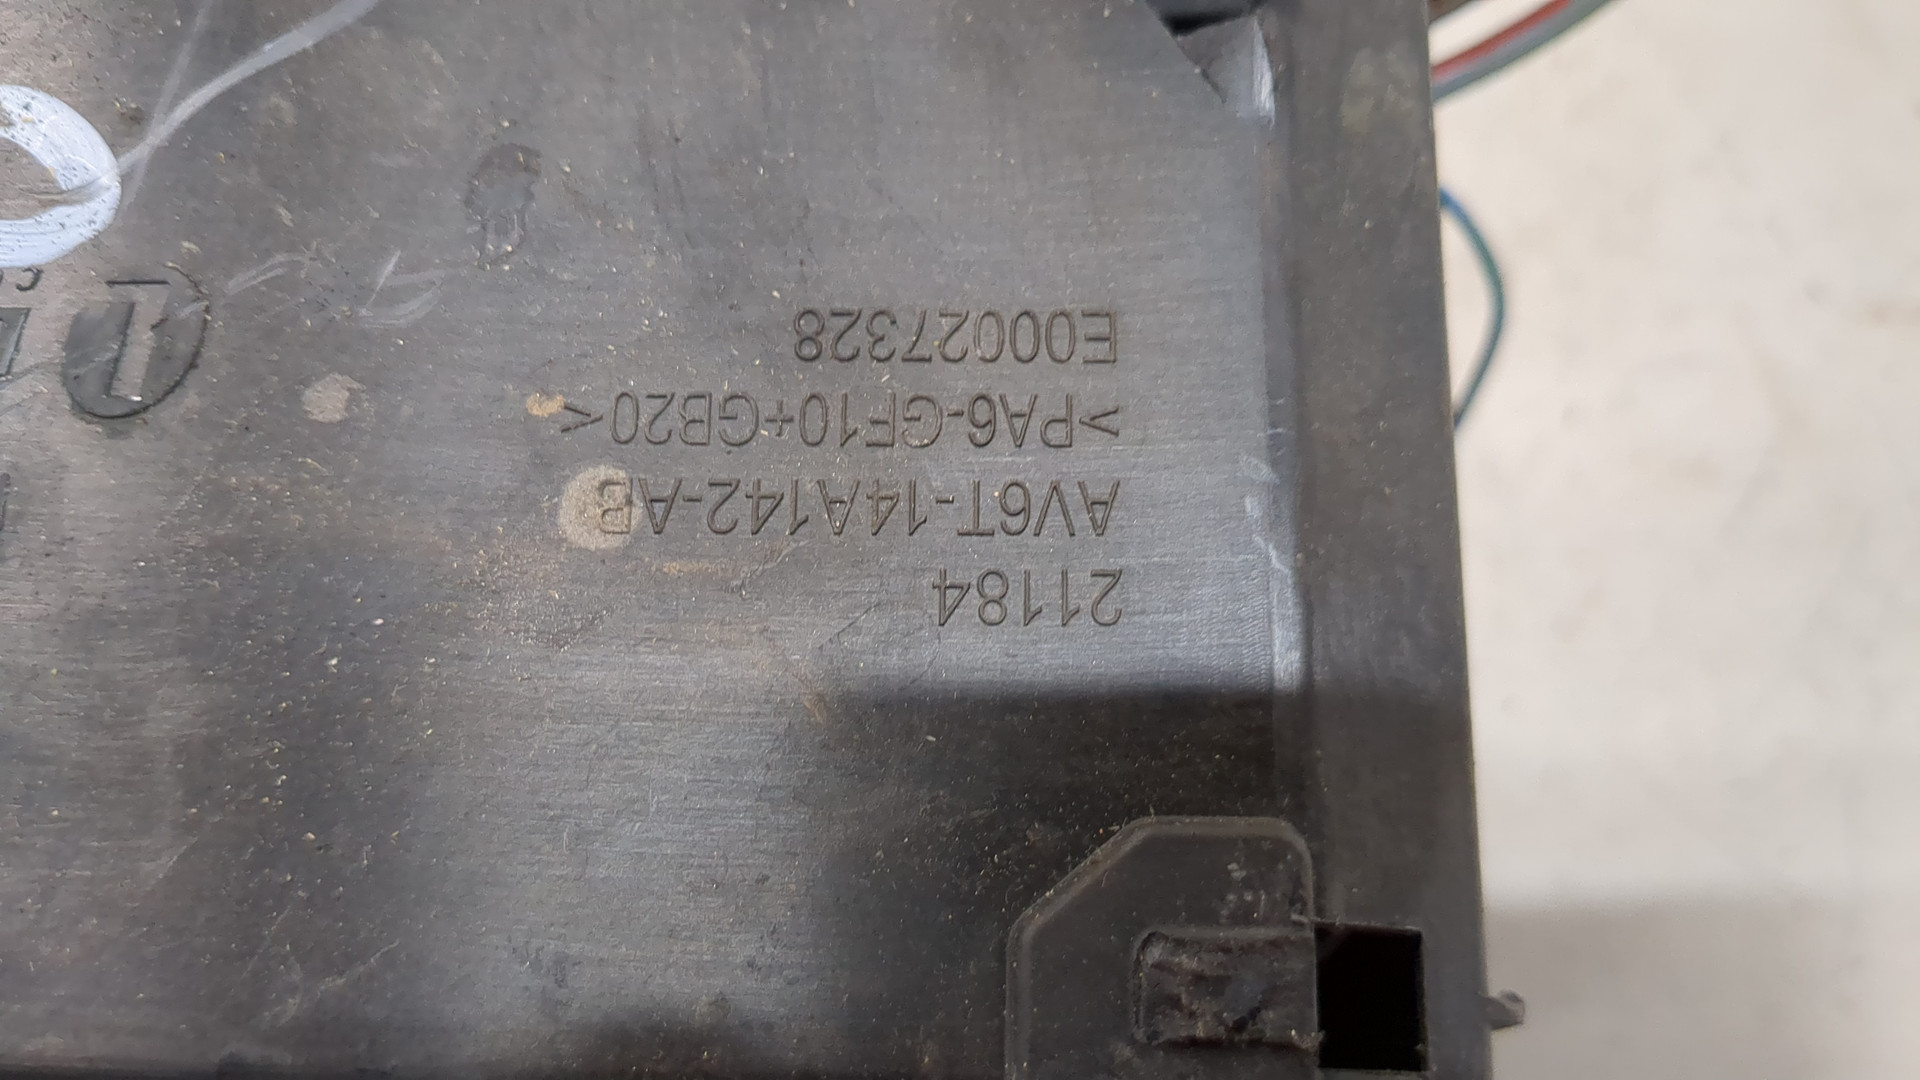 21184
AV6T-14A142-AB
>PA6-GF10+GB20<
E00027328